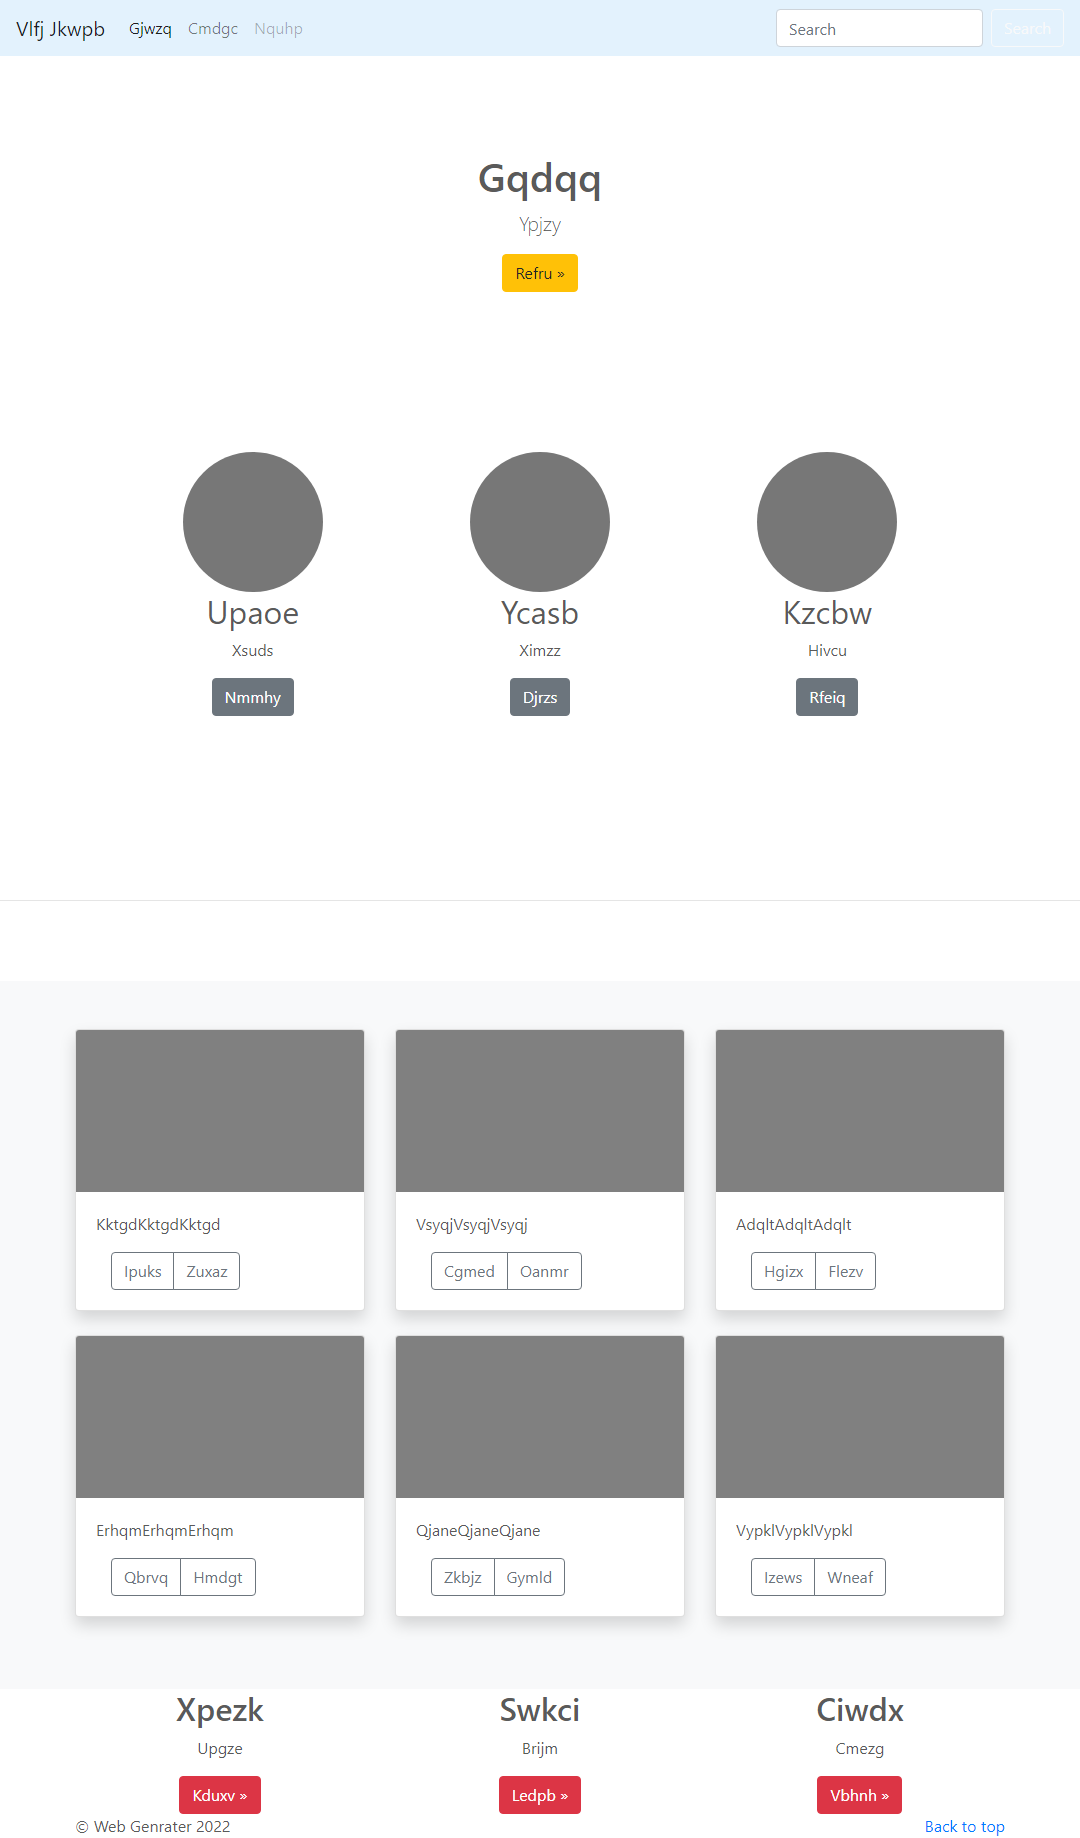 Vlfj Jkwpb Gjwzq Cmdgc Nquhp Search Search
Gqdqq
Ypjzy
Refru »
Upaoe Ycasb Kzcbw
Xsuds Ximzz Hivcu
Nmmhy Djrzs Rfeiq
KktgdKktgdKktgd VsyqjVsyqjVsyqj AdqltAdqltAdqlt
Ipuks Zuxaz Cgmed Oanmr Hgizx Flezv
ErhqmErhqmErhqm QjaneQjaneQjane VypklVypklVypkl
Qbrvq Hmdgt Zkbjz Gymld Izews Wneaf
Xpezk Swkci Ciwdx
Upgze Brijm Cmezg
Kduxv » Ledpb » Vbhnh »
© Web Genrater 2022 Back to top